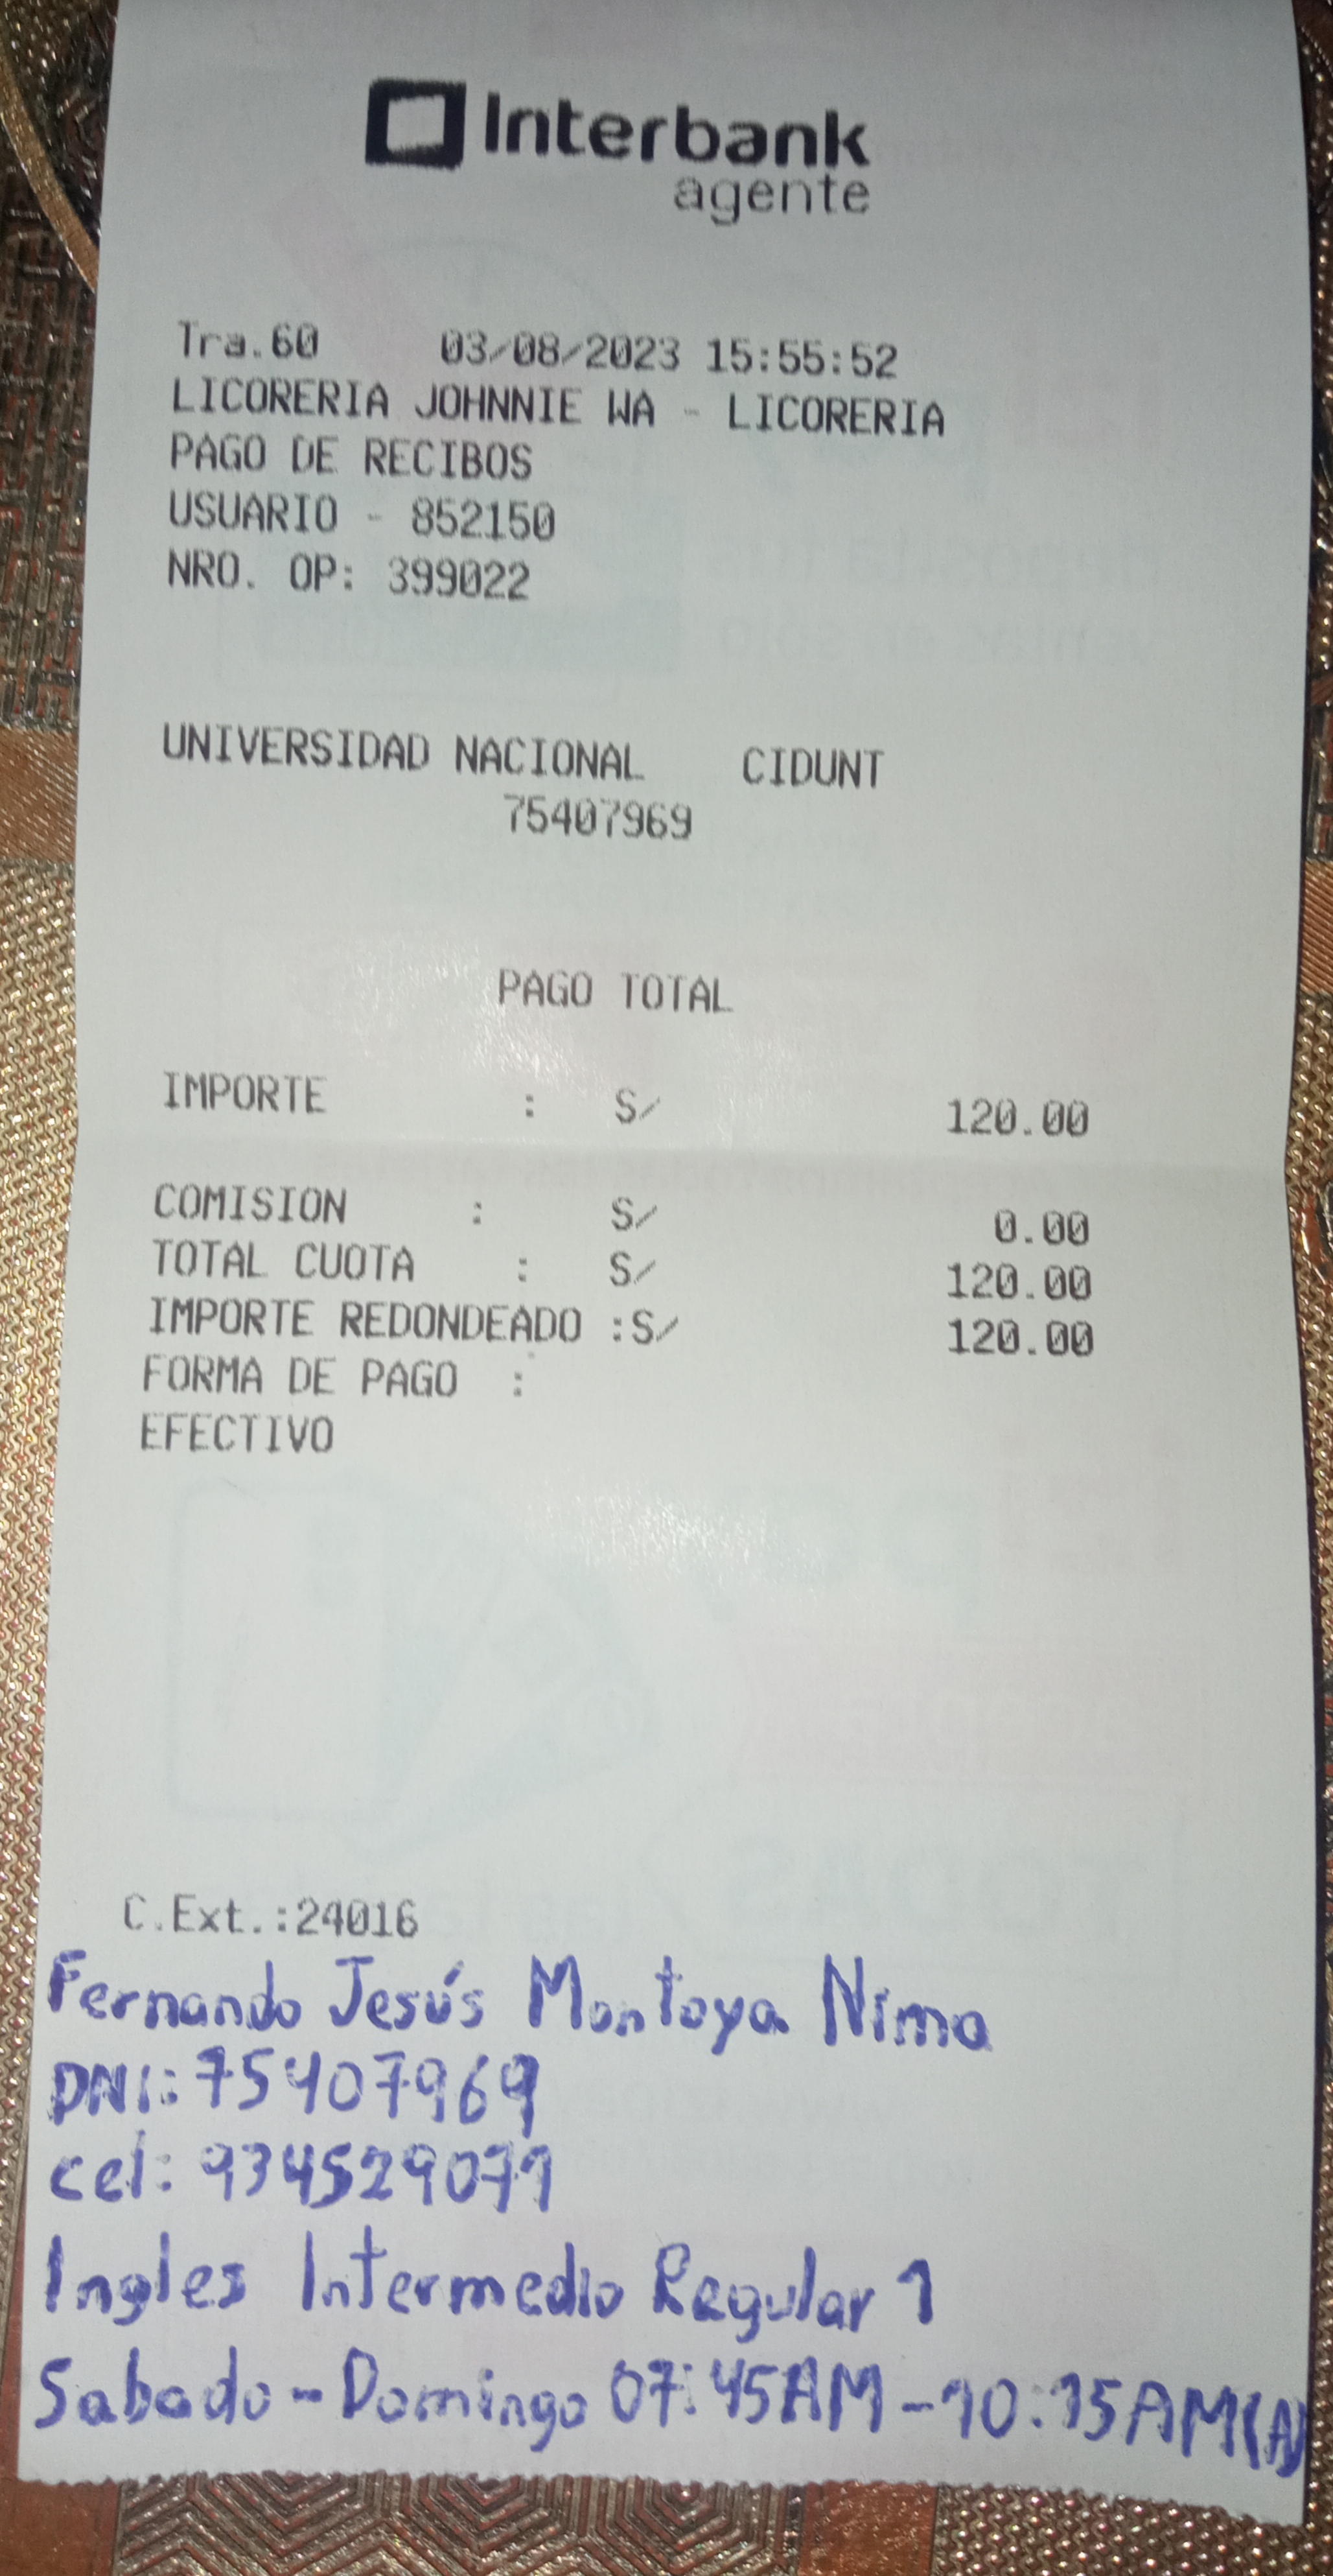 Interbank
agente
Tra.60 03/08/2023 15:55:52
LICORERIA JOHNNIE WA - LICORERIA
PAGO DE RECIBOS
USUARIO - 852150
NRO. OP: 399022
UNIVERSIDAD NACIONAL CIDUNT
75407969
PAGO TOTAL
IMPORTE : S/ 120.00
COMISION : S/ 0.00
TOTAL CUOTA : S/ 120.00
IMPORTE REDONDEADO :S/ 120.00
FORMA DE PAGO :
EFECTIVO
C.Ext.:24016
Fernando Jesús Montoya Nima
DNI: 75407969
cel: 934529071
Ingles Intermedio Regular 1
Sabado - Domingo 07:45AM - 10:15AM(A)